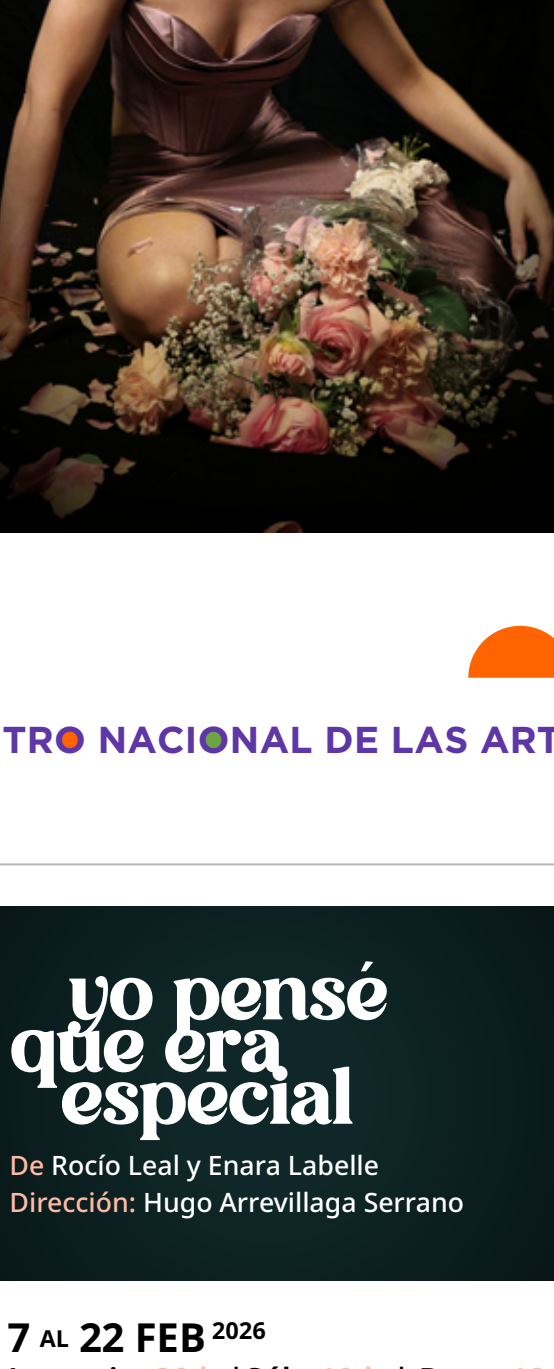 TRO NACIONAL DE LAS ART
yo pensé
que era
especial
De Rocío Leal y Enara Labelle
Dirección: Hugo Arrevillaga Serrano
7 AL 22 FEB 2026